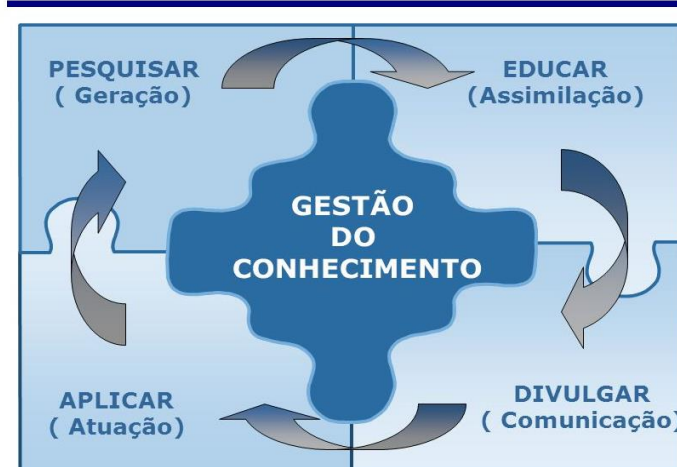 PESQUISAR
( Geração)
EDUCAR
(Assimilação)
GESTÃO
DO
CONHECIMENTO
APLICAR
( Atuação)
DIVULGAR
( Comunicação)